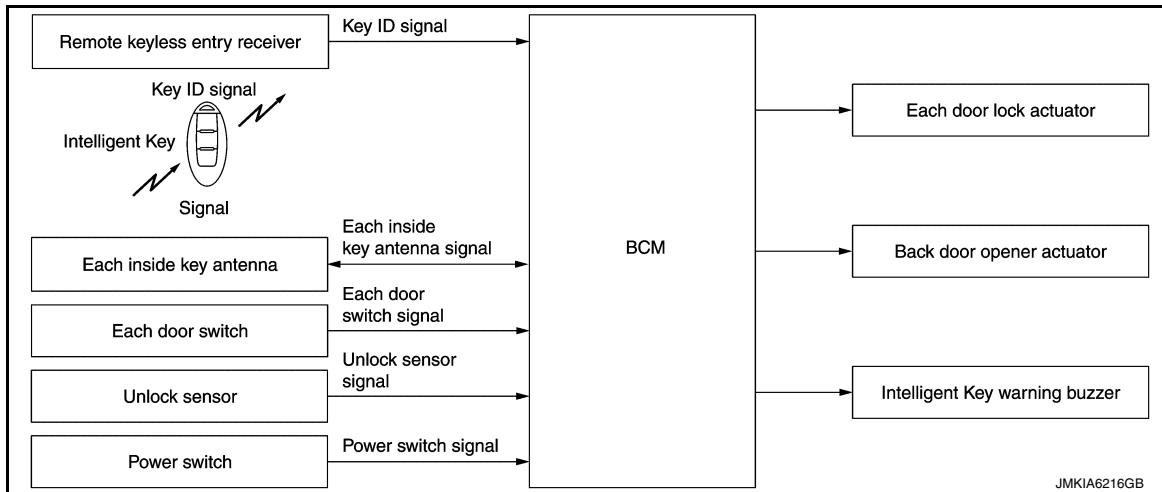 Remote keyless entry receiver
Key ID signal
Key ID signal
Intelligent Key
Signal
Each inside key antenna
Each inside
key antenna signal
Each door switch
Each door
switch signal
Unlock sensor
Unlock sensor
signal
Power switch
Power switch signal
BCM
Each door lock actuator
Back door opener actuator
Intelligent Key warning buzzer
JMKIA6216GB